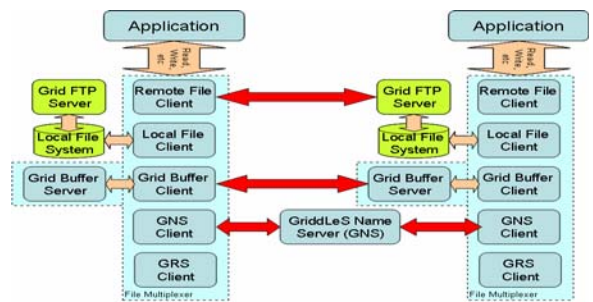 Application
Application
Read,
Write,
etc
Read,
Write,
etc
Grid FTP
Server
Remote File
Client
Grid FTP
Server
Remote File
Client
Local File
System
Local File
Client
Local File
System
Local File
Client
Grid Buffer
Server
Grid Buffer
Client
Grid Buffer
Server
Grid Buffer
Client
GNS
Client
GriddLeS Name
Server (GNS)
GNS
Client
GRS
Client
GRS
Client
File Multiplexer
File Multiplexer